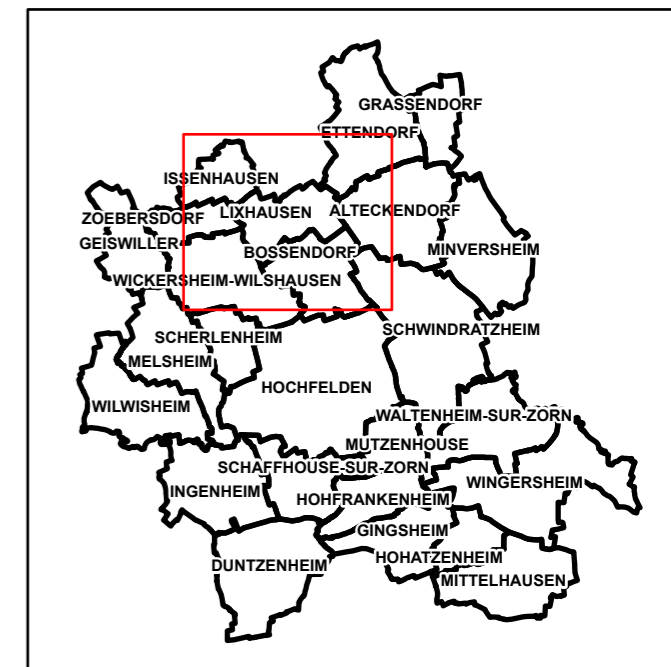 GRASSENDORF
ETTENDORF
ISSENHAUSEN
ZOEBERSDORF
LIXHAUSEN
ALTECKENDORF
GEISWILLER
BOSSENDORF
MINVERSHEIM
WICKERSHEIM-WILSHAUSEN
SCHERLENHEIM
SCHWINDRATZHEIM
MELSHEIM
HOCHFELDEN
WILWISHEIM
WALTENHEIM-SUR-ZORN
MUTZENHOUSE
SCHAFFHOUSE-SUR-ZORN
INGENHEIM
WINGERSHEIM
HOHFRANKENHEIM
GINGSHEIM
DUNTZENHEIM
HOHATZENHEIM
MITTELHAUSEN